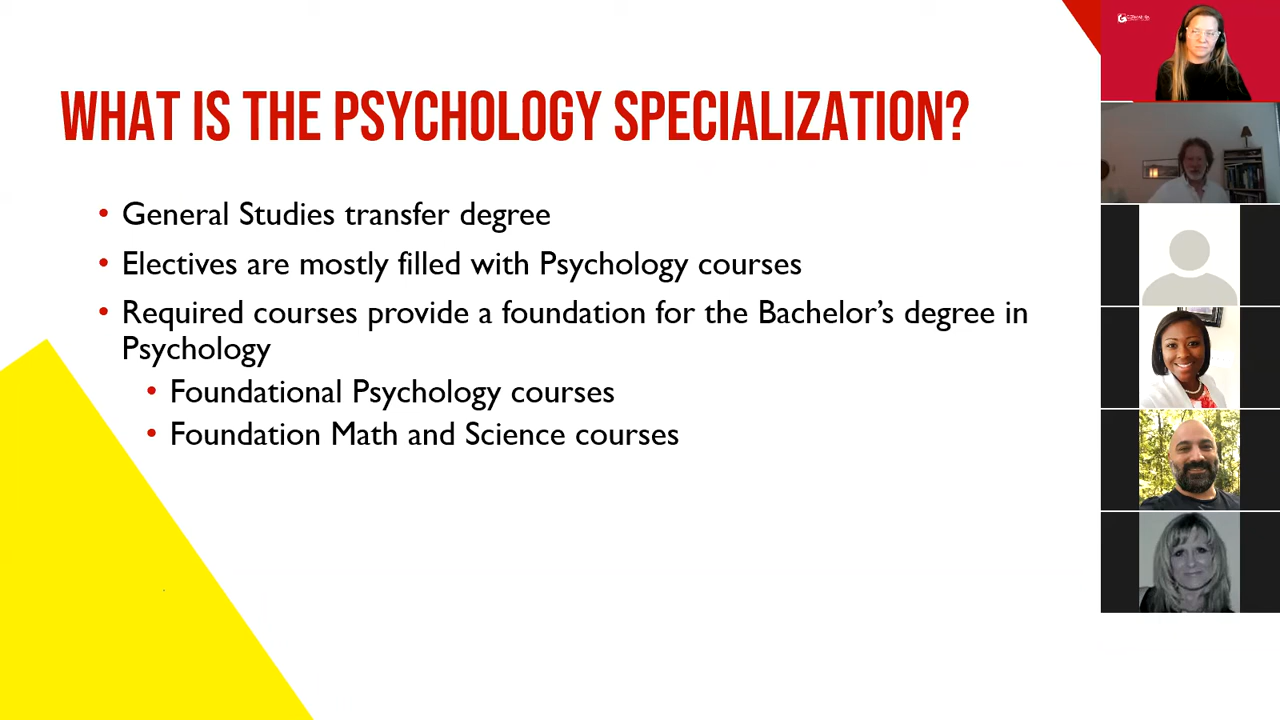 WHAT IS THE PSYCHOLOGY SPECIALIZATION?
• General Studies transfer degree
• Electives are mostly filled with Psychology courses
• Required courses provide a foundation for the Bachelor’s degree in
Psychology
• Foundational Psychology courses
• Foundation Math and Science courses